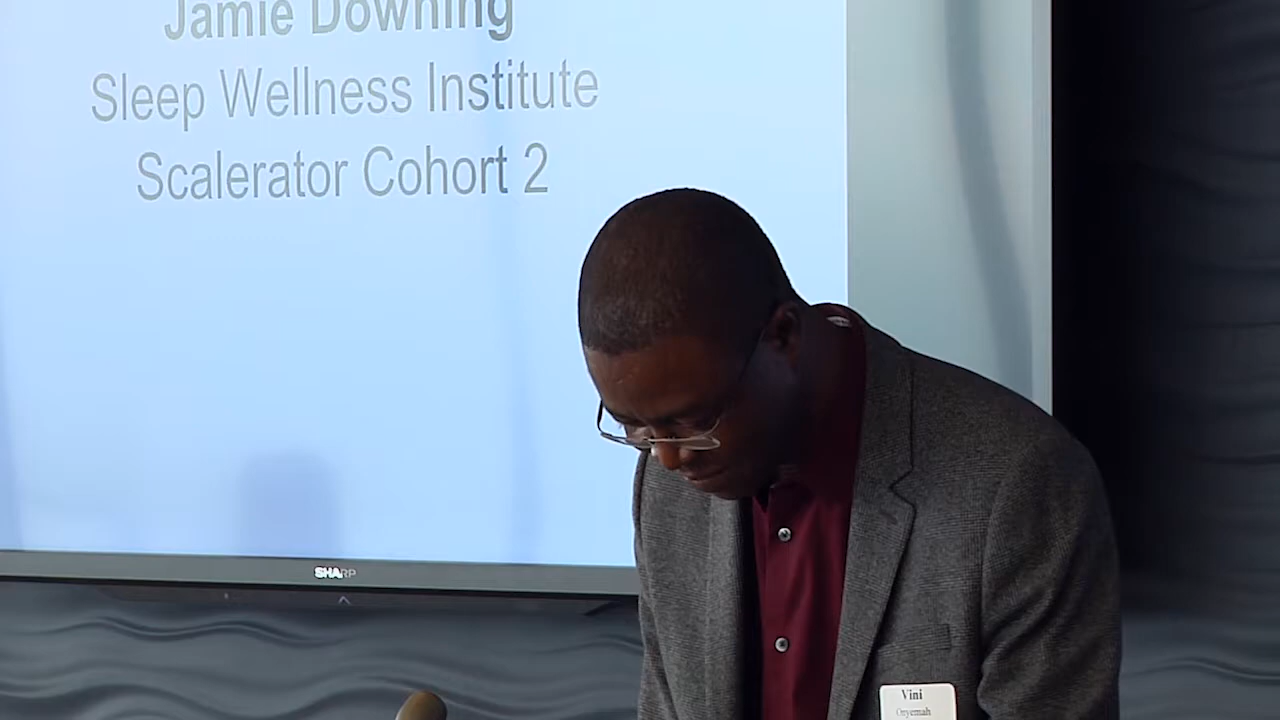 Jamie Downing
Sleep Wellness Institute
Scalerator Cohort 2
SHARP
Vini
Onyemah